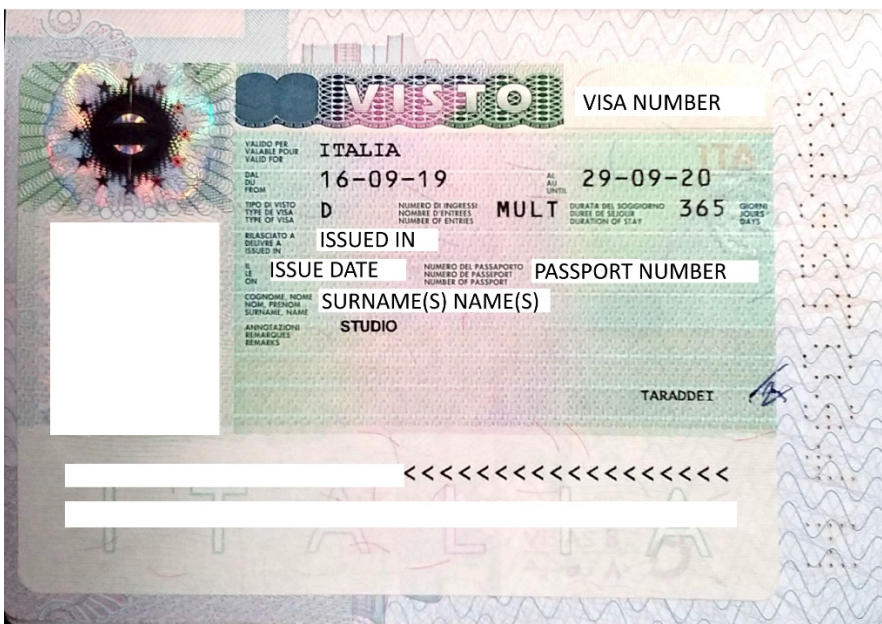 VISTO
VISA NUMBER
VALIDO PER
VALABLE POUR
VALID FOR
ITALIA
ITA
DAL
DU
FROM
16-09-19
AL
AU
UNTIL
29-09-20
TIPO DI VISTO
TYPE DE VISA
TYPE OF VISA
D
NUMERO DI INGRESSI
NOMBRE D'ENTREES
NUMBER OF ENTRIES
MULT
DURATA DEL SOGGIORNO
DUREE DE SEJOUR
DURATION OF STAY
365
GIORNI
JOURS
DAYS
RILASCIATO A
DELIVRE A
ISSUED IN
ISSUED IN
IL
LE
ON
ISSUE DATE
NUMERO DEL PASSAPORTO
NUMERO DE PASSEPORT
NUMBER OF PASSPORT
PASSPORT NUMBER
COGNOME, NOME
NOM, PRENOM
SURNAME, NAME
SURNAME(S) NAME(S)
ANNOTAZIONI
REMARQUES
REMARKS
STUDIO
TARADDEI
<<<<<<<<<<<<<<<<<<
ITALIA